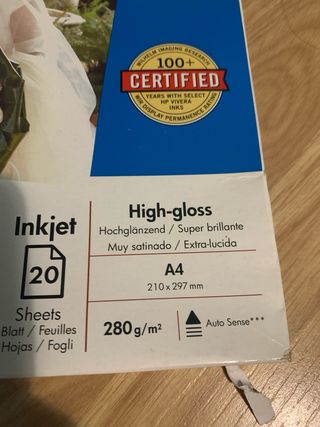 WILHELM IMAGING RESEARCH
100+
CERTIFIED
YEARS WITH SELECT
HP VIVERA
INKS
WIR DISPLAY PERMANENCE RATING
Inkjet
20
Sheets
Blatt / Feuilles
Hojas / Fogli
High-gloss
Hochglänzend / Super brillante
Muy satinado / Extra-lucida
A4
210 x 297 mm
280 g/m²
Auto Sense***